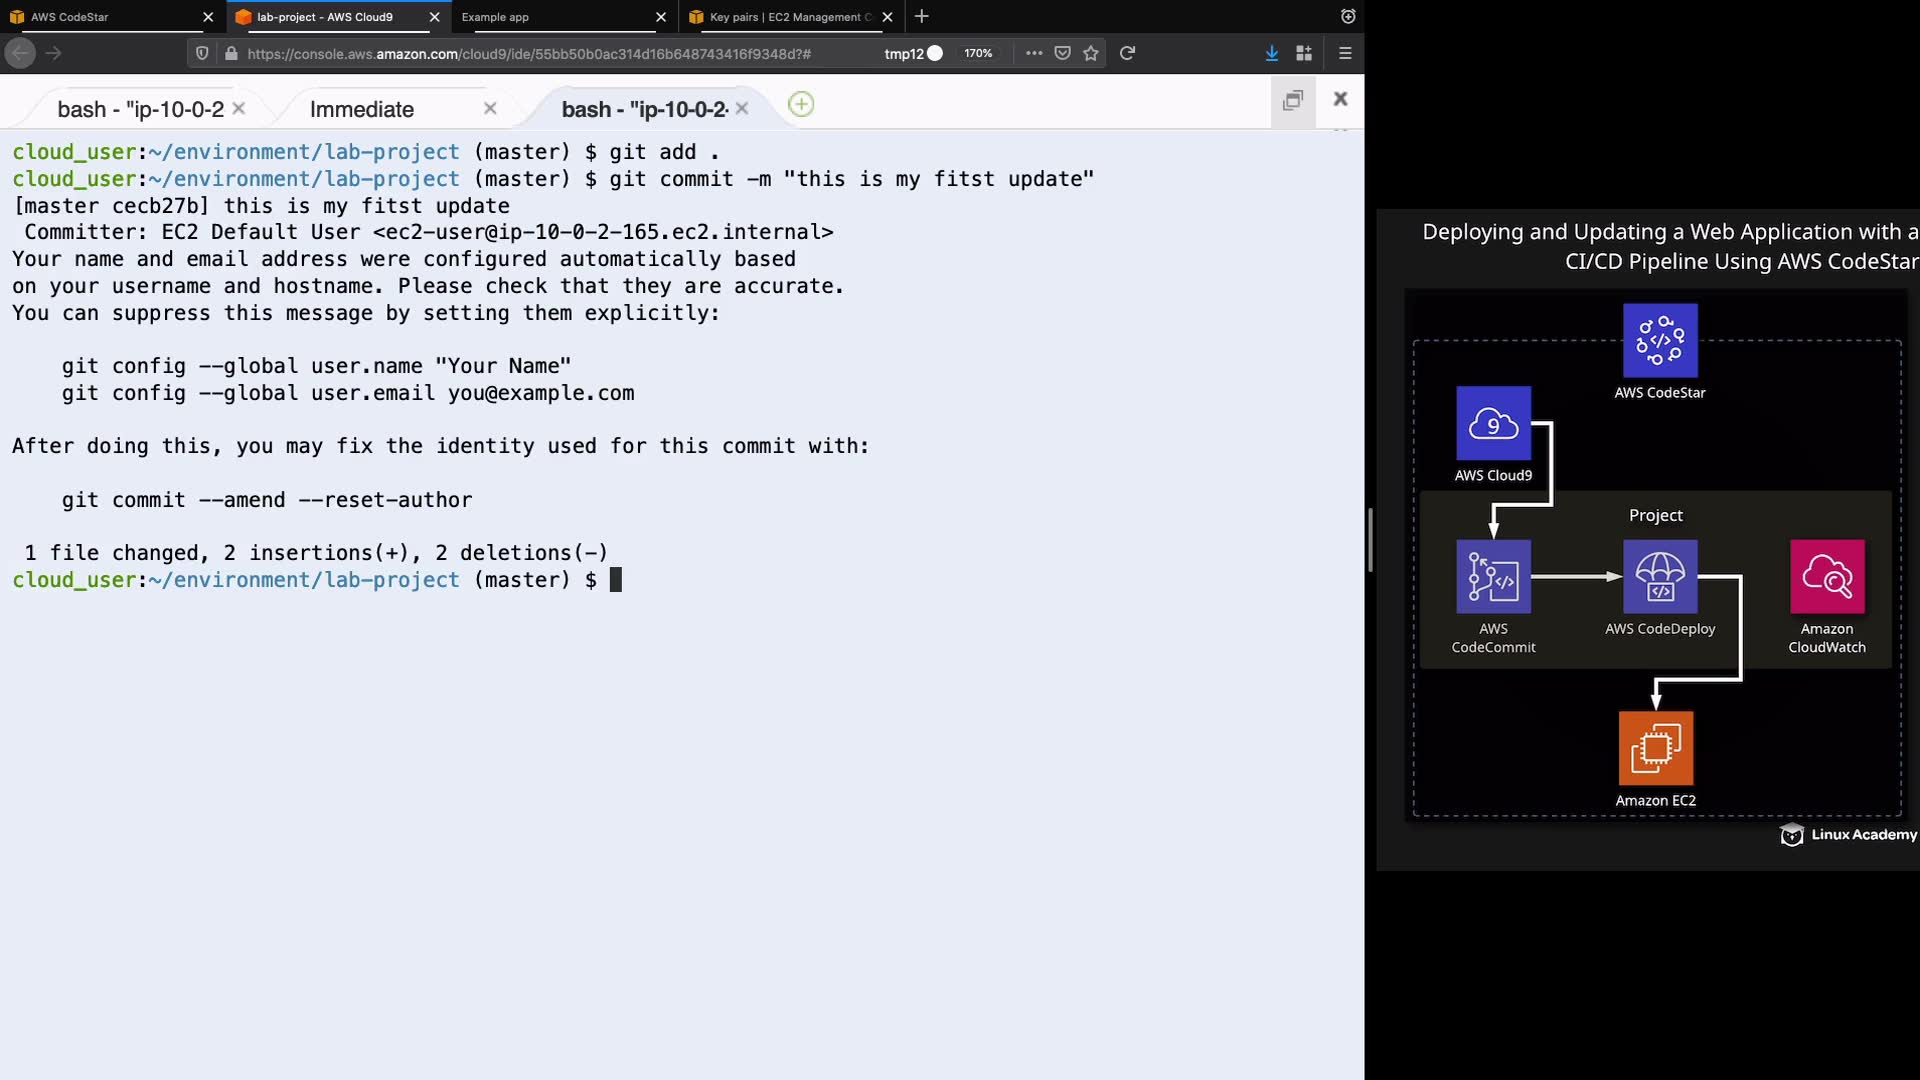 AWS CodeStar
lab-project - AWS Cloud9
Example app
Key pairs | EC2 Management C
https://console.aws.amazon.com/cloud9/ide/55bb50b0ac314d16b648743416f9348d?#
tmp12
170%
bash - "ip-10-0-2
Immediate
bash - "ip-10-0-2-
cloud_user:~/environment/lab-project (master) $ git add .
cloud_user:~/environment/lab-project (master) $ git commit -m "this is my fitst update"
[master cecb27b] this is my fitst update
Committer: EC2 Default User <ec2-user@ip-10-0-2-165.ec2.internal>
Your name and email address were configured automatically based
on your username and hostname. Please check that they are accurate.
You can suppress this message by setting them explicitly:
git config --global user.name "Your Name"
git config --global user.email you@example.com
After doing this, you may fix the identity used for this commit with:
git commit --amend --reset-author
1 file changed, 2 insertions(+), 2 deletions(-)
cloud_user:~/environment/lab-project (master) $
Deploying and Updating a Web Application with a
CI/CD Pipeline Using AWS CodeStar
AWS CodeStar
9
AWS Cloud9
Project
AWS
CodeCommit
AWS CodeDeploy
Amazon
CloudWatch
Amazon EC2
Linux Academy